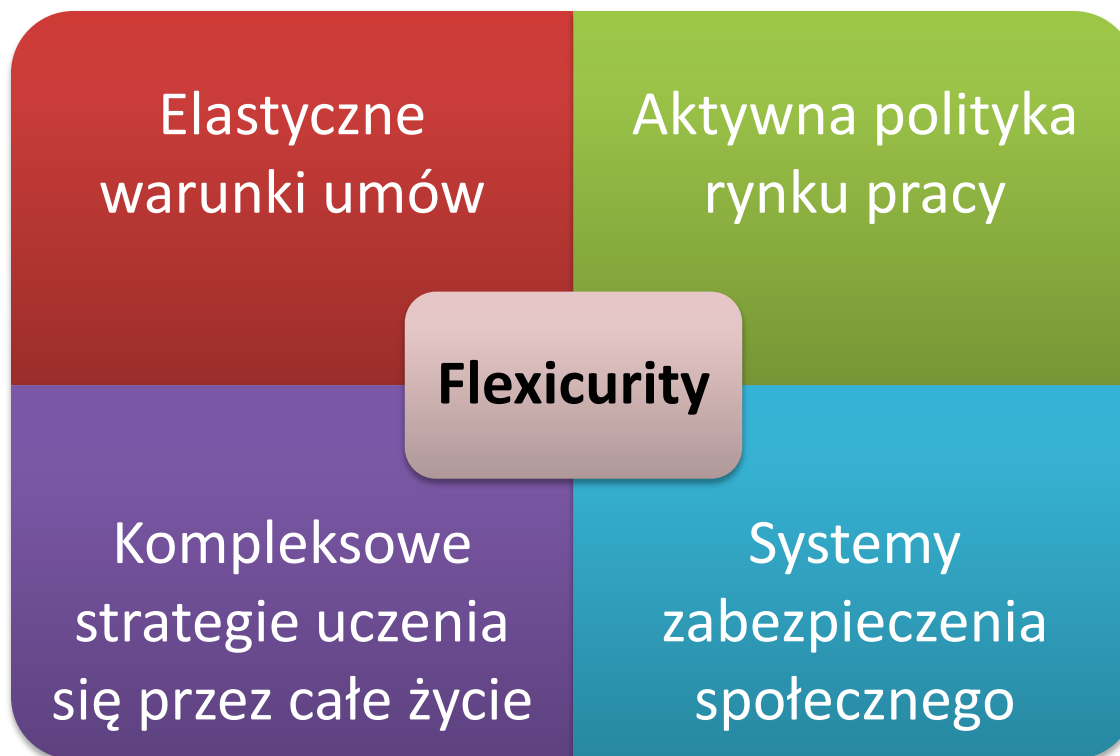 Elastyczne
warunki umów
Aktywna polityka
rynku pracy
Flexicurity
Kompleksowe
strategie uczenia
się przez całe życie
Systemy
zabezpieczenia
społecznego